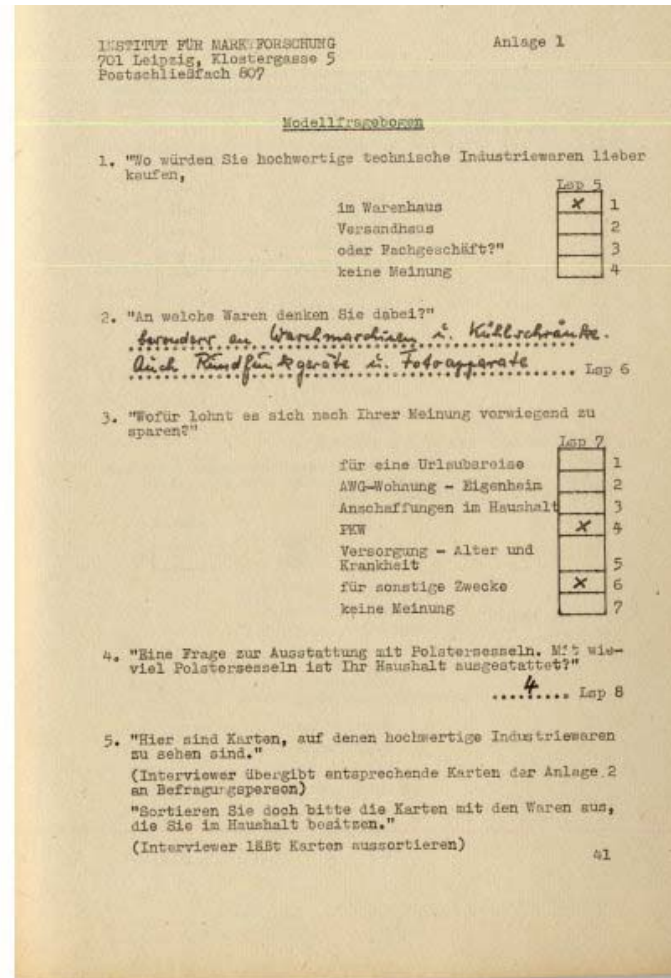 INSTITUT FÜR MARKTFORSCHUNG Anlage 1
701 Leipzig, Klostergasse 5
Postschließfach 807
Modellfragebogen
1. "Wo würden Sie hochwertige technische Industriewaren lieber
kaufen,
Lsp 5
im Warenhaus x 1
Versandhaus 2
oder Fachgeschäft?" 3
keine Meinung 4
2. "An welche Waren denken Sie dabei?"
besonders an Waschmaschinen u. Kühlschränke.
Auch Rundfunkgeräte u. Fotoapparate ..... Lsp 6
3. "Wofür lohnt es sich nach Ihrer Meinung vorwiegend zu
sparen?"
Lsp 7
für eine Urlaubsreise 1
AWG-Wohnung - Eigenheim 2
Anschaffungen im Haushalt 3
PKW x 4
Versorgung - Alter und
Krankheit 5
für sonstige Zwecke x 6
keine Meinung 7
4. "Eine Frage zur Ausstattung mit Polstersesseln. Mit wie-
viel Polstersesseln ist Ihr Haushalt ausgestattet?"
.....4.... Lsp 8
5. "Hier sind Karten, auf denen hochwertige Industriewaren
zu sehen sind."
(Interviewer übergibt entsprechende Karten der Anlage 2
an Befragungsperson)
"Sortieren Sie doch bitte die Karten mit den Waren aus,
die Sie im Haushalt besitzen."
(Interviewer läßt Karten aussortieren)
41